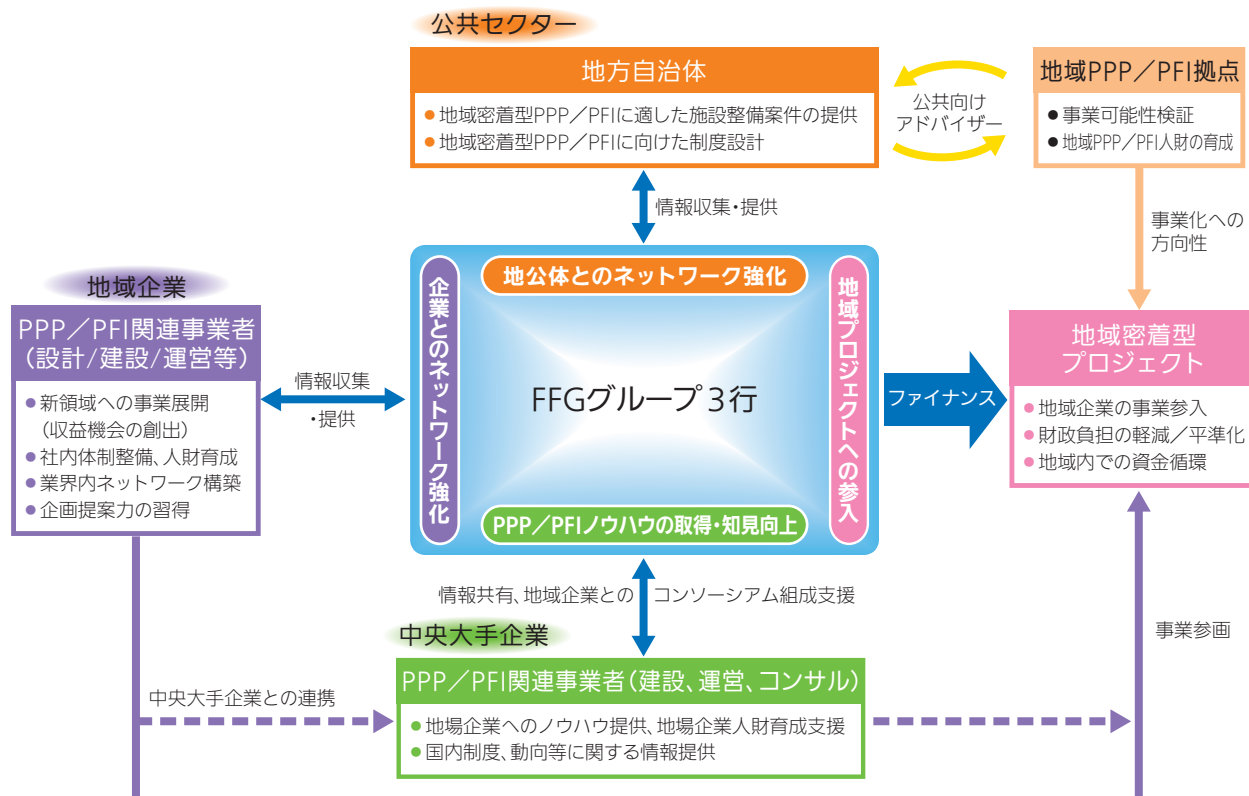 公共セクター
地方自治体
●地域密着型PPP／PFIに適した施設整備案件の提供
●地域密着型PPP／PFIに向けた制度設計
公共向け
アドバイザー
地域PPP／PFI拠点
●事業可能性検証
●地域PPP／PFI人財の育成
情報収集・提供
事業化への
方向性
地域企業
PPP／PFI関連事業者
（設計/建設/運営等）
●新領域への事業展開
（収益機会の創出）
●社内体制整備、人財育成
●業界内ネットワーク構築
●企画提案力の習得
情報収集
・提供
地公体とのネットワーク強化
企業とのネットワーク強化
FFGグループ3行
地域プロジェクトへの参入
PPP／PFIノウハウの取得・知見向上
ファイナンス
地域密着型
プロジェクト
●地域企業の事業参入
●財政負担の軽減／平準化
●地域内での資金循環
情報共有、地域企業との コンソーシアム組成支援
中央大手企業
PPP／PFI関連事業者（建設、運営、コンサル）
●地場企業へのノウハウ提供、地場企業人財育成支援
●国内制度、動向等に関する情報提供
中央大手企業との連携
事業参画